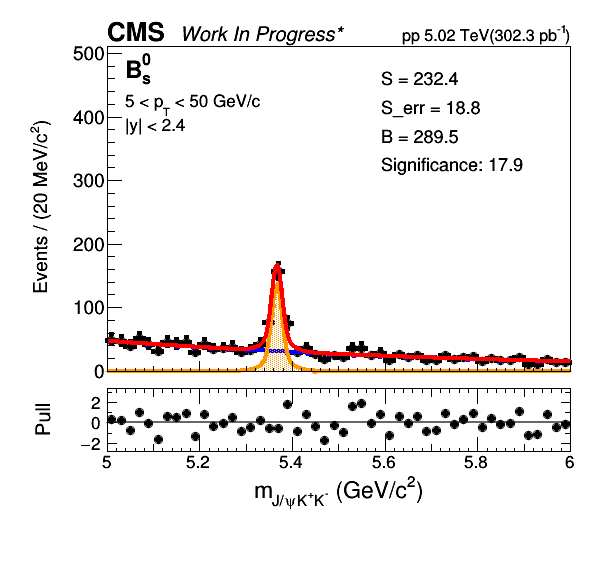 CMS Work In Progress* pp 5.02 TeV(302.3 pb⁻¹)
B⁰ₛ
5 < p_T < 50 GeV/c
|y| < 2.4
S = 232.4
S_err = 18.8
B = 289.5
Significance: 17.9
Events / (20 MeV/c²)
500
400
300
200
100
0
Pull
2
0
−2
5 5.2 5.4 5.6 5.8 6
m_J/ψK⁺K⁻ (GeV/c²)